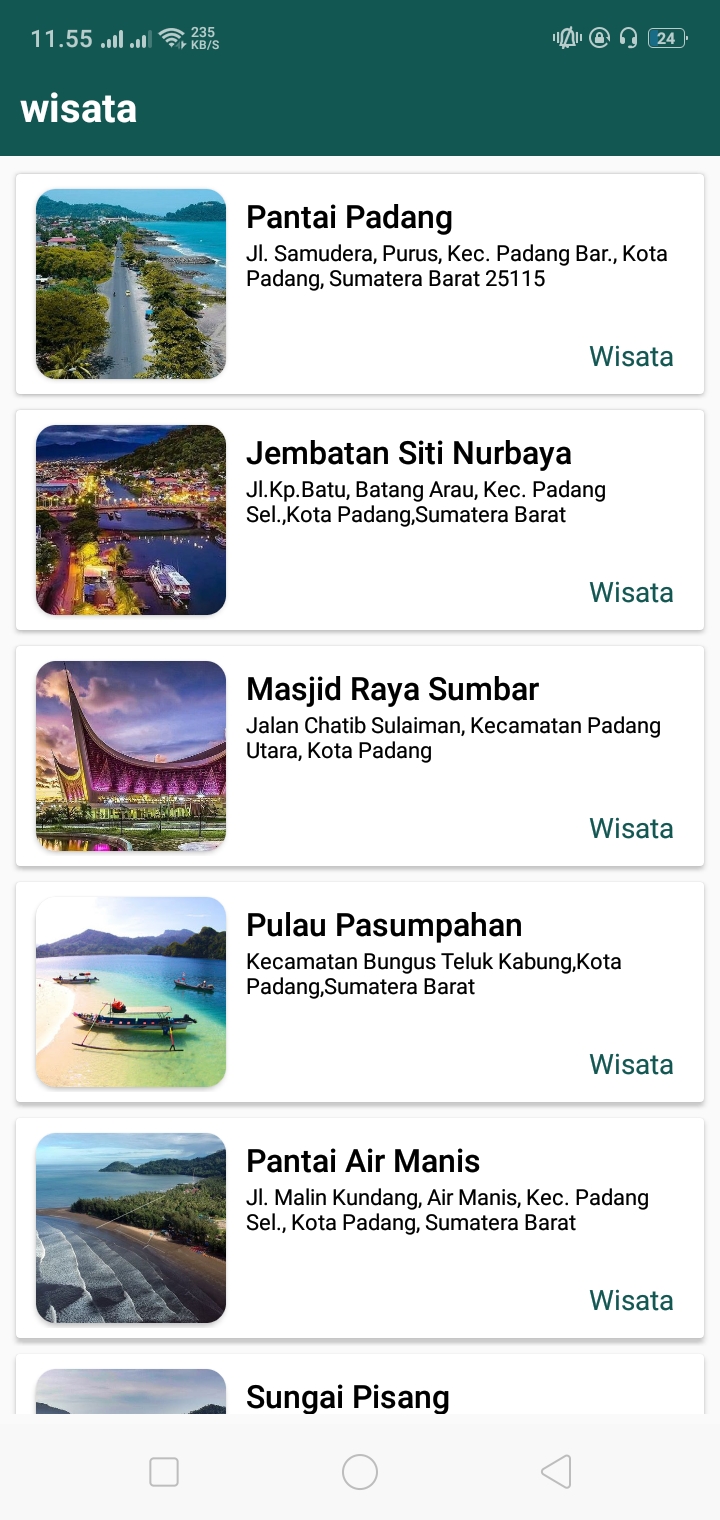 11.55 235 KB/S 24
wisata
Pantai Padang
Jl. Samudera, Purus, Kec. Padang Bar., Kota
Padang, Sumatera Barat 25115
Wisata
Jembatan Siti Nurbaya
Jl.Kp.Batu, Batang Arau, Kec. Padang
Sel.,Kota Padang,Sumatera Barat
Wisata
Masjid Raya Sumbar
Jalan Chatib Sulaiman, Kecamatan Padang
Utara, Kota Padang
Wisata
Pulau Pasumpahan
Kecamatan Bungus Teluk Kabung,Kota
Padang,Sumatera Barat
Wisata
Pantai Air Manis
Jl. Malin Kundang, Air Manis, Kec. Padang
Sel., Kota Padang, Sumatera Barat
Wisata
Sungai Pisang